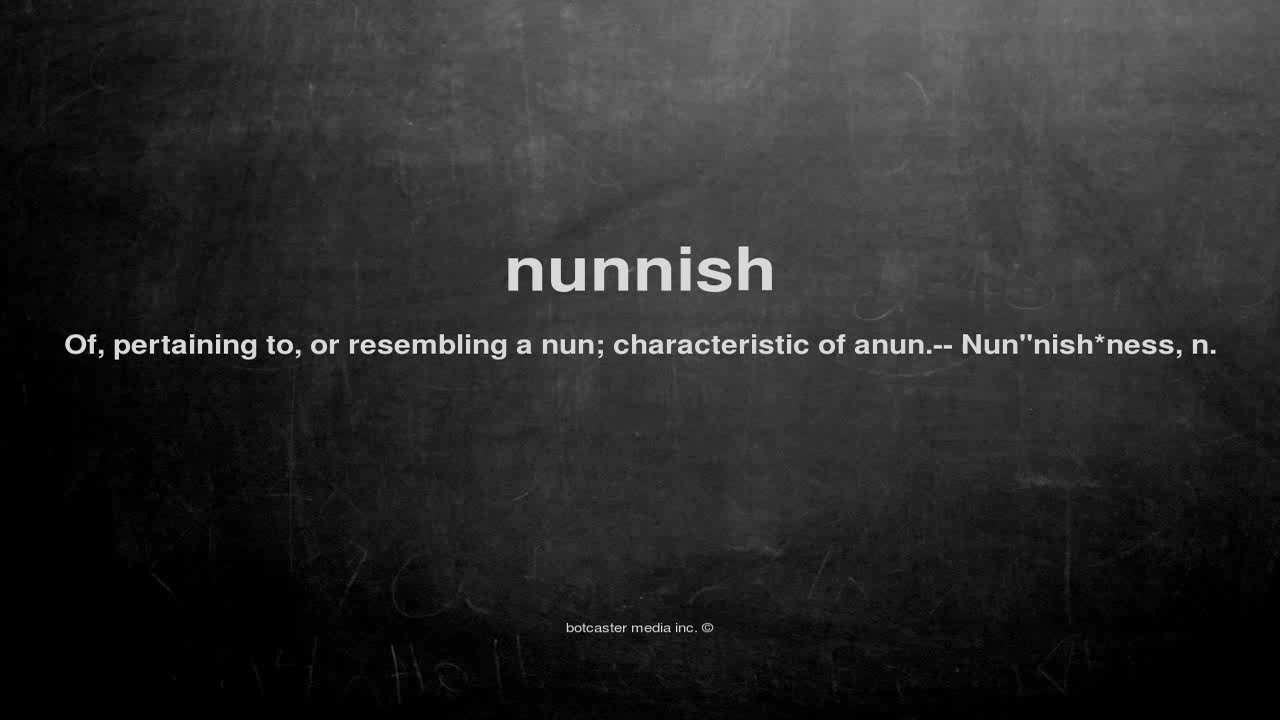 nunnish
Of, pertaining to, or resembling a nun; characteristic of anun.-- Nun"nish*ness, n.
botcaster media inc. ©